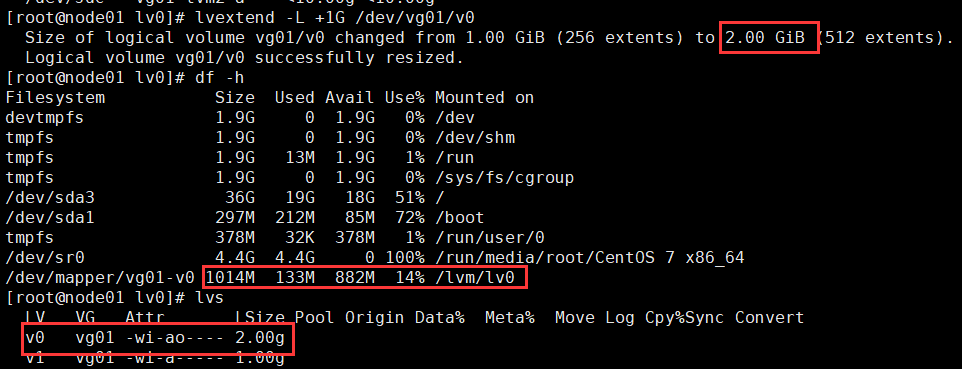 [root@node01 lv0]# lvextend -L +1G /dev/vg01/v0
  Size of logical volume vg01/v0 changed from 1.00 GiB (256 extents) to 2.00 GiB (512 extents).
  Logical volume vg01/v0 successfully resized.
[root@node01 lv0]# df -h
Filesystem            Size  Used Avail Use% Mounted on
devtmpfs              1.9G     0  1.9G   0% /dev
tmpfs                 1.9G     0  1.9G   0% /dev/shm
tmpfs                 1.9G   13M  1.9G   1% /run
tmpfs                 1.9G     0  1.9G   0% /sys/fs/cgroup
/dev/sda3              36G   19G   18G  51% /
/dev/sda1             297M  212M   85M  72% /boot
tmpfs                 378M   32K  378M   1% /run/user/0
/dev/sr0              4.4G  4.4G     0 100% /run/media/root/CentOS 7 x86_64
/dev/mapper/vg01-v0  1014M  133M  882M  14% /lvm/lv0
[root@node01 lv0]# lvs
  LV   VG   Attr       LSize Pool Origin Data%  Meta%  Move Log Cpy%Sync Convert
  v0   vg01 -wi-ao---- 2.00g
  v1   vg01 -wi-a----- 1.00g